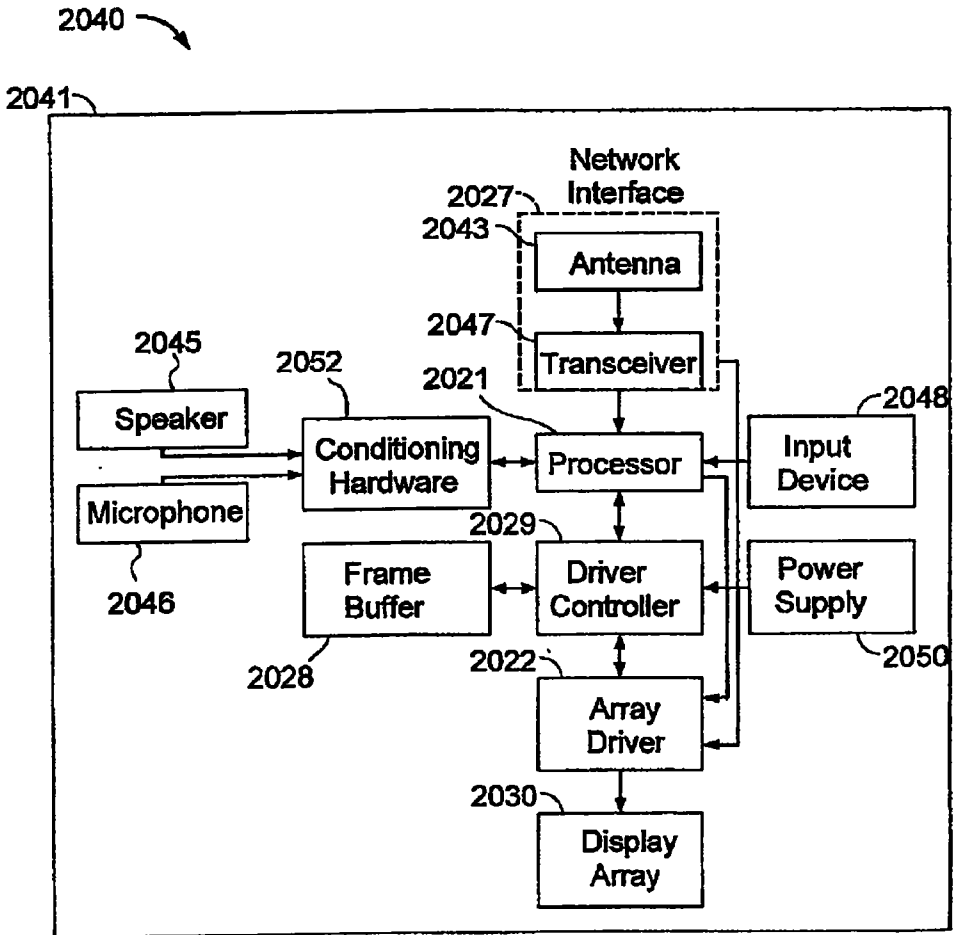 2040
2041
Network
Interface
2027
2043
Antenna
2047
Transceiver
2045
Speaker
2052
Conditioning
Hardware
2021
Processor
2048
Input
Device
Microphone
2046
Frame
Buffer
2028
2029
Driver
Controller
Power
Supply
2050
2022
Array
Driver
2030
Display
Array